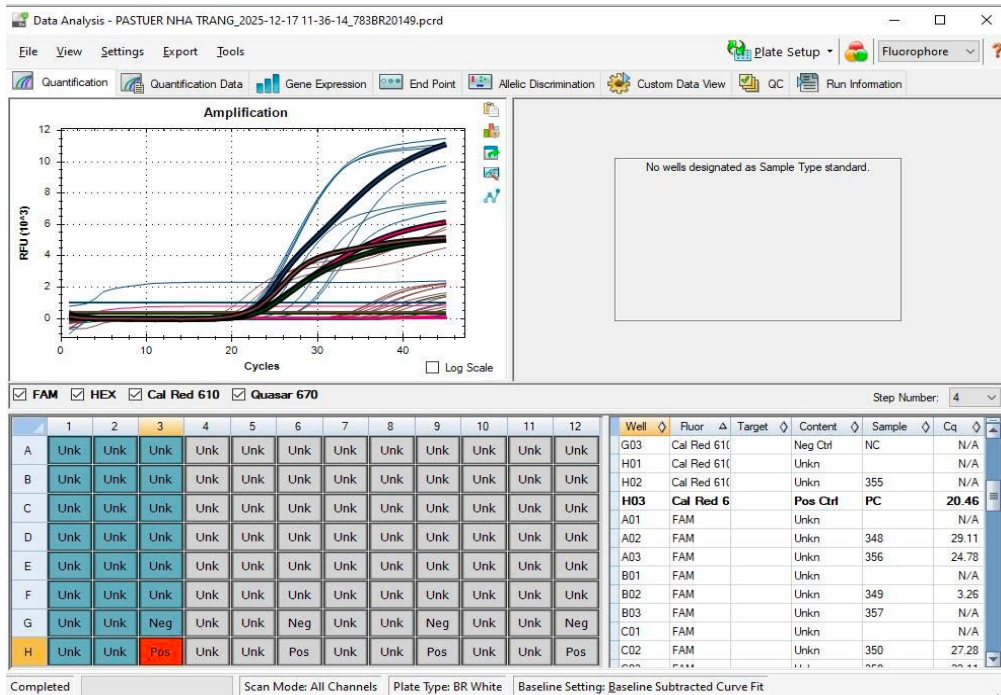 Data Analysis - PASTUER NHA TRANG_2025-12-17 11-36-14_783BR20149.pcrd
File View Settings Export Tools Plate Setup Fluorophore ?
Quantification Quantification Data Gene Expression End Point Allelic Discrimination Custom Data View QC Run Information
Amplification
12
10
8
6
4
2
0
RFU (10^3)
0 10 20 30 40
Cycles
Log Scale
No wells designated as Sample Type standard.
FAM HEX Cal Red 610 Quasar 670 Step Number: 4
1 2 3 4 5 6 7 8 9 10 11 12
A Unk Unk Unk Unk Unk Unk Unk Unk Unk Unk Unk Unk
B Unk Unk Unk Unk Unk Unk Unk Unk Unk Unk Unk Unk
C Unk Unk Unk Unk Unk Unk Unk Unk Unk Unk Unk Unk
D Unk Unk Unk Unk Unk Unk Unk Unk Unk Unk Unk Unk
E Unk Unk Unk Unk Unk Unk Unk Unk Unk Unk Unk Unk
F Unk Unk Unk Unk Unk Unk Unk Unk Unk Unk Unk Unk
G Unk Unk Neg Unk Unk Neg Unk Unk Neg Unk Unk Neg
H Unk Unk Pos Unk Unk Pos Unk Unk Pos Unk Unk Pos
Well Fluor Target Content Sample Cq
G03 Cal Red 610 Neg Ctrl NC N/A
H01 Cal Red 610 Unkn N/A
H02 Cal Red 610 Unkn 355 N/A
H03 Cal Red 6 Pos Ctrl PC 20.46
A01 FAM Unkn N/A
A02 FAM Unkn 348 29.11
A03 FAM Unkn 356 24.78
B01 FAM Unkn N/A
B02 FAM Unkn 349 3.26
B03 FAM Unkn 357 N/A
C01 FAM Unkn N/A
C02 FAM Unkn 350 27.28
Completed Scan Mode: All Channels Plate Type: BR White Baseline Setting: Baseline Subtracted Curve Fit